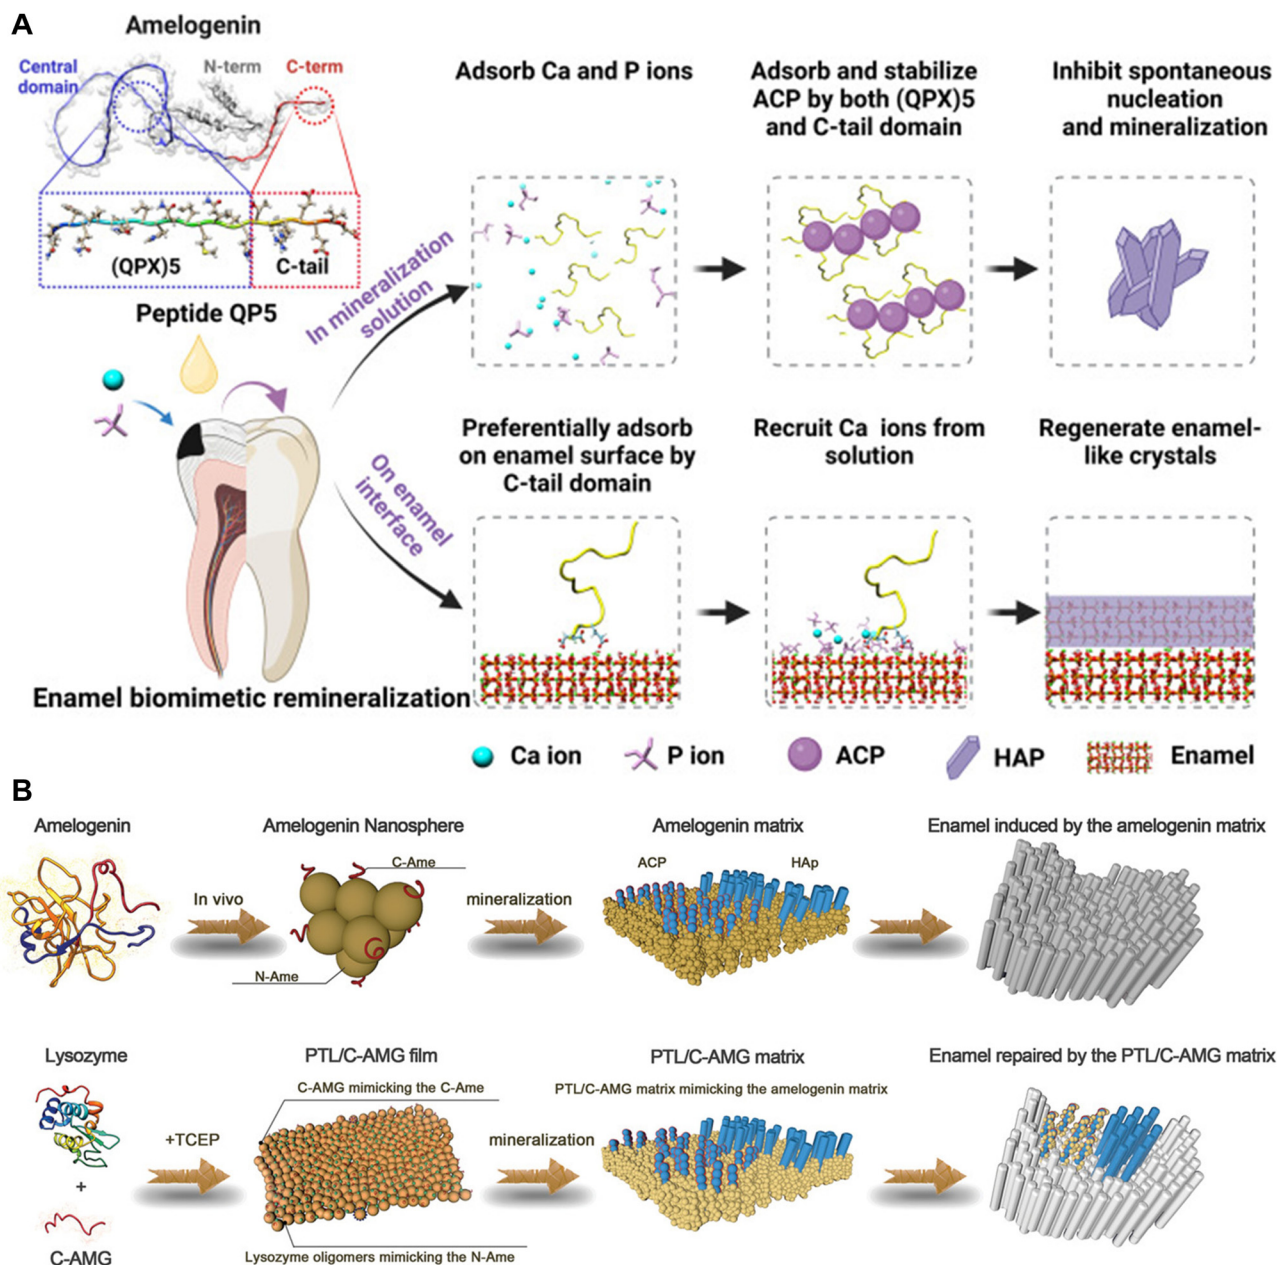 A
Amelogenin
Central
domain
N-term
C-term
(QPX)5
C-tail
Peptide QP5
In mineralization
solution
On enamel
interface
Enamel biomimetic remineralization
Adsorb Ca and P ions
Adsorb and stabilize
ACP by both (QPX)5
and C-tail domain
Inhibit spontaneous
nucleation
and mineralization
Preferentially adsorb
on enamel surface by
C-tail domain
Recruit Ca ions from
solution
Regenerate enamel-
like crystals
Ca ion
P ion
ACP
HAP
Enamel
B
Amelogenin
Amelogenin Nanosphere
Amelogenin matrix
Enamel induced by the amelogenin matrix
In vivo
C-Ame
N-Ame
mineralization
ACP
HAp
Lysozyme
PTL/C-AMG film
PTL/C-AMG matrix
Enamel repaired by the PTL/C-AMG matrix
C-AMG mimicking the C-Ame
PTL/C-AMG matrix mimicking the amelogenin matrix
+TCEP
mineralization
+
C-AMG
Lysozyme oligomers mimicking the N-Ame